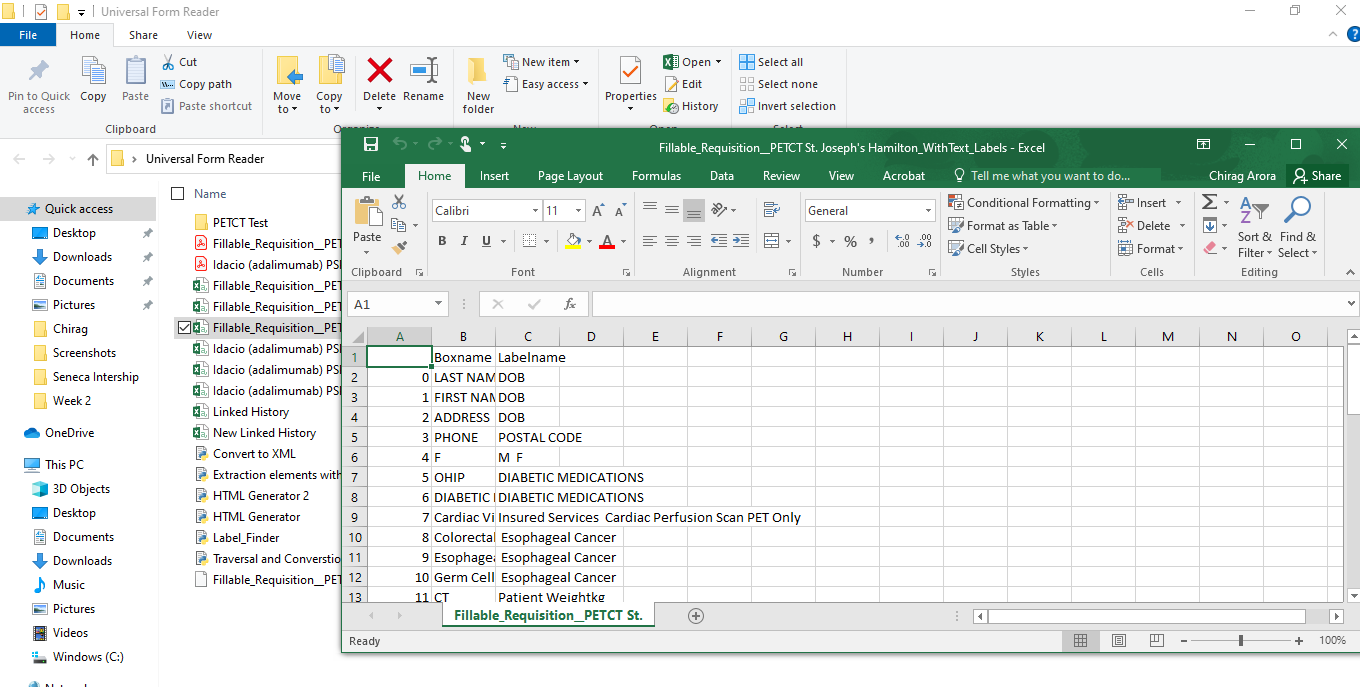 Universal Form Reader
File Home Share View
Pin to Quick access
Copy
Paste
Cut
Copy path
Paste shortcut
Clipboard
Move to
Copy to
Delete
Rename
New folder
New item
Easy access
Properties
Open
Edit
History
Select all
Select none
Invert selection
Universal Form Reader
Quick access
Desktop
Downloads
Documents
Pictures
Chirag
Screenshots
Seneca Intership
Week 2
OneDrive
This PC
3D Objects
Desktop
Documents
Downloads
Music
Pictures
Videos
Windows (C:)
Name
PETCT Test
Fillable_Requisition__PET
Idacio (adalimumab) PS
Fillable_Requisition__PET
Fillable_Requisition__PET
Fillable_Requisition__PET
Idacio (adalimumab) PS
Idacio (adalimumab) PS
Idacio (adalimumab) PS
Linked History
New Linked History
Convert to XML
Extraction elements with
HTML Generator 2
HTML Generator
Label_Finder
Traversal and Converstio
Fillable_Requisition__PET
Fillable_Requisition__PETCT St. Joseph's Hamilton_WithText_Labels - Excel
File Home Insert Page Layout Formulas Data Review View Acrobat Tell me what you want to do... Chirag Arora Share
Paste
Clipboard
Calibri 11
B I U
Font
Alignment
General
$ % ,
Number
Conditional Formatting
Format as Table
Cell Styles
Styles
Insert
Delete
Format
Cells
Sort & Filter
Find & Select
Editing
A1 fx
A B C D E F G H I J K L M N O
1 Boxname Labelname
2 0 LAST NAM DOB
3 1 FIRST NAM DOB
4 2 ADDRESS DOB
5 3 PHONE POSTAL CODE
6 4 F M F
7 5 OHIP DIABETIC MEDICATIONS
8 6 DIABETIC DIABETIC MEDICATIONS
9 7 Cardiac Vi Insured Services Cardiac Perfusion Scan PET Only
10 8 Colorecta Esophageal Cancer
11 9 Esophagea Esophageal Cancer
12 10 Germ Cell Esophageal Cancer
13 11 CT Patient Weightkg
Fillable_Requisition__PETCT St.
Ready
100%